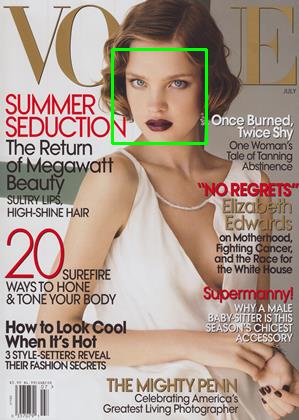 VOGUE
JULY
SUMMER
SEDUCTION
The Return
of Megawatt
Beauty
SULTRY LIPS,
HIGH-SHINE HAIR
20 SUREFIRE
WAYS TO HONE
& TONE YOUR BODY
How to Look Cool
When It's Hot
3 STYLE-SETTERS REVEAL
THEIR FASHION SECRETS
Once Burned,
Twice Shy
One Woman's
Tale of Tanning
Abstinence
"NO REGRETS"
Elizabeth
Edwards
on Motherhood,
Fighting Cancer,
and the Race for
the White House
Supermanny!
WHY A MALE
BABY-SITTER IS THIS
SEASON'S CHICEST
ACCESSORY
THE MIGHTY PENN
Celebrating America's
Greatest Living Photographer